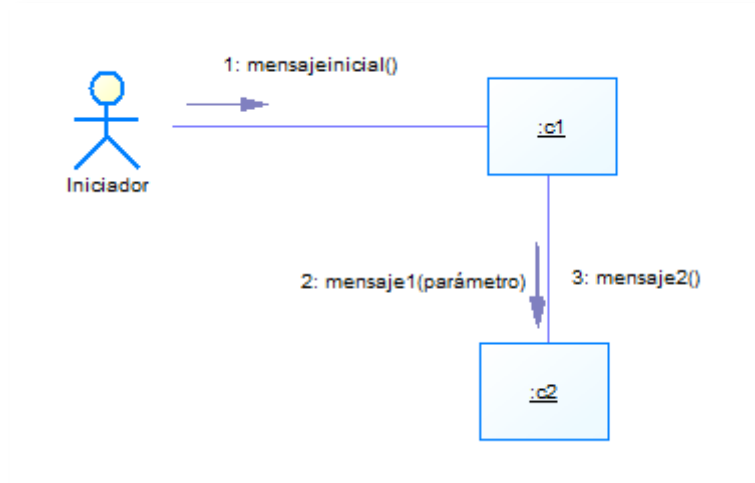 1: mensajeinicial()
:c1
Iniciador
2: mensaje1(parámetro)
3: mensaje2()
:c2